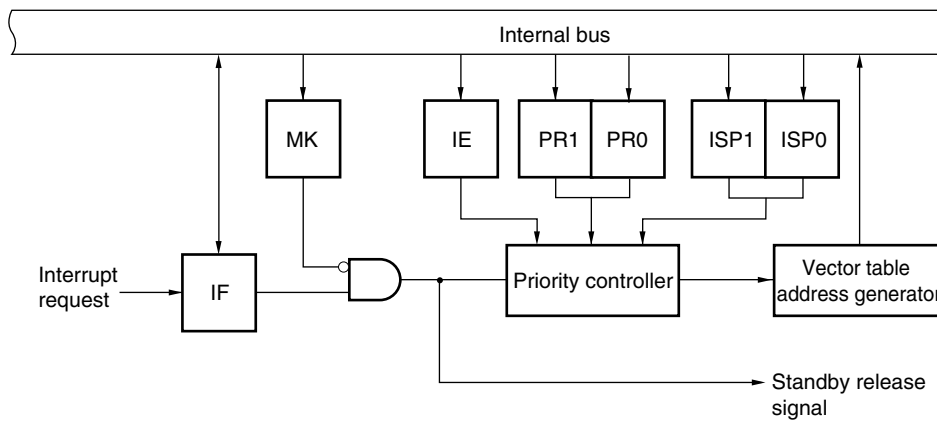 Internal bus
MK
IE
PR1
PR0
ISP1
ISP0
Interrupt
request
IF
Priority controller
Vector table
address generator
Standby release
signal